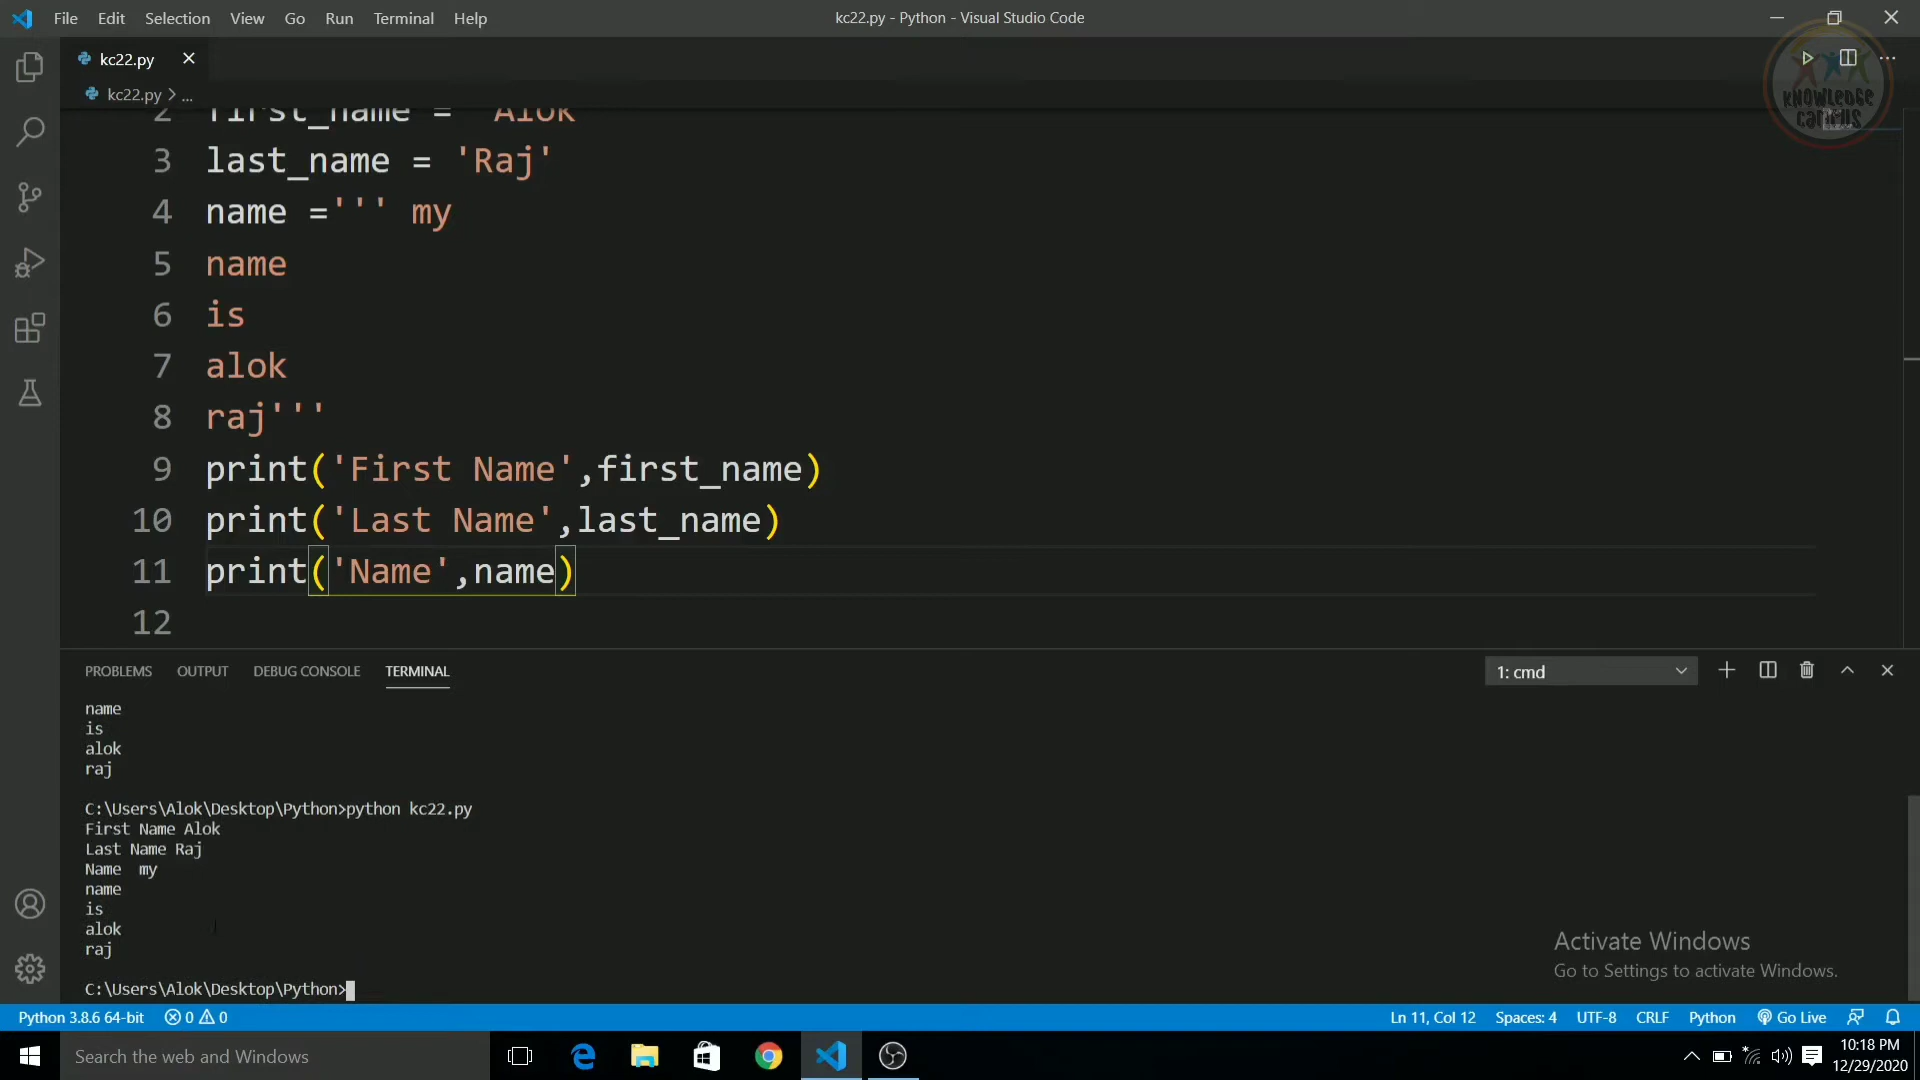 File Edit Selection View Go Run Terminal Help
kc22.py - Python - Visual Studio Code
kc22.py
kc22.py > ...
KNOWLEDGE
campus
2 first_name = "Alok"
3 last_name = 'Raj'
4 name =''' my
5 name
6 is
7 alok
8 raj'''
9 print('First Name',first_name)
10 print('Last Name',last_name)
11 print('Name',name)
12
PROBLEMS OUTPUT DEBUG CONSOLE TERMINAL
1: cmd
name
is
alok
raj
C:\Users\Alok\Desktop\Python>python kc22.py
First Name Alok
Last Name Raj
Name  my
name
is
alok
raj
C:\Users\Alok\Desktop\Python>
Activate Windows
Go to Settings to activate Windows.
Python 3.8.6 64-bit 0 0
Ln 11, Col 12 Spaces: 4 UTF-8 CRLF Python Go Live
Search the web and Windows
10:18 PM
12/29/2020